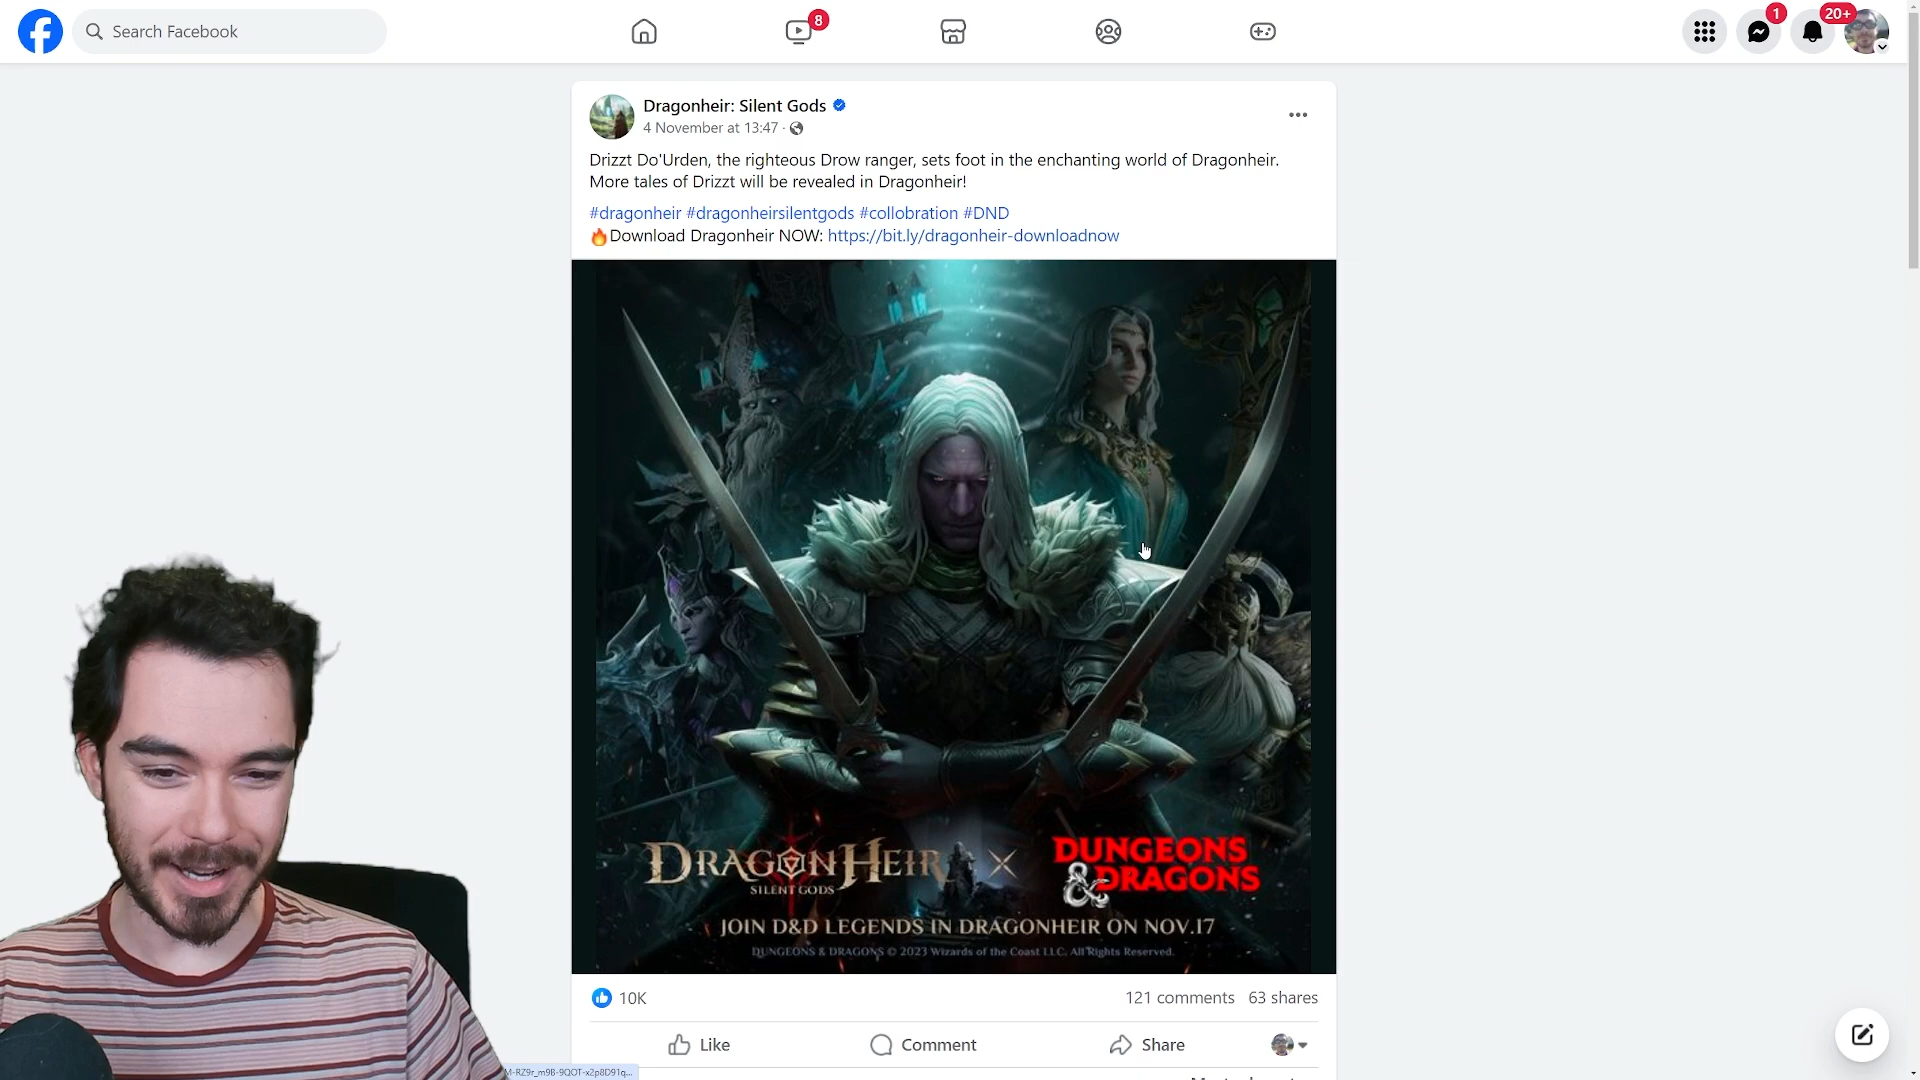 Search Facebook
8
1
20+
Dragonheir: Silent Gods
4 November at 13:47 ·
Drizzt Do'Urden, the righteous Drow ranger, sets foot in the enchanting world of Dragonheir.
More tales of Drizzt will be revealed in Dragonheir!
#dragonheir #dragonheirsilentgods #collobration #DND
🔥Download Dragonheir NOW: https://bit.ly/dragonheir-downloadnow
DRAGONHEIR X DUNGEONS & DRAGONS
SILENT GODS
JOIN D&D LEGENDS IN DRAGONHEIR ON NOV.17
DUNGEONS & DRAGONS © 2023 Wizards of the Coast LLC. All Rights Reserved.
10K
121 comments 63 shares
Like
Comment
Share